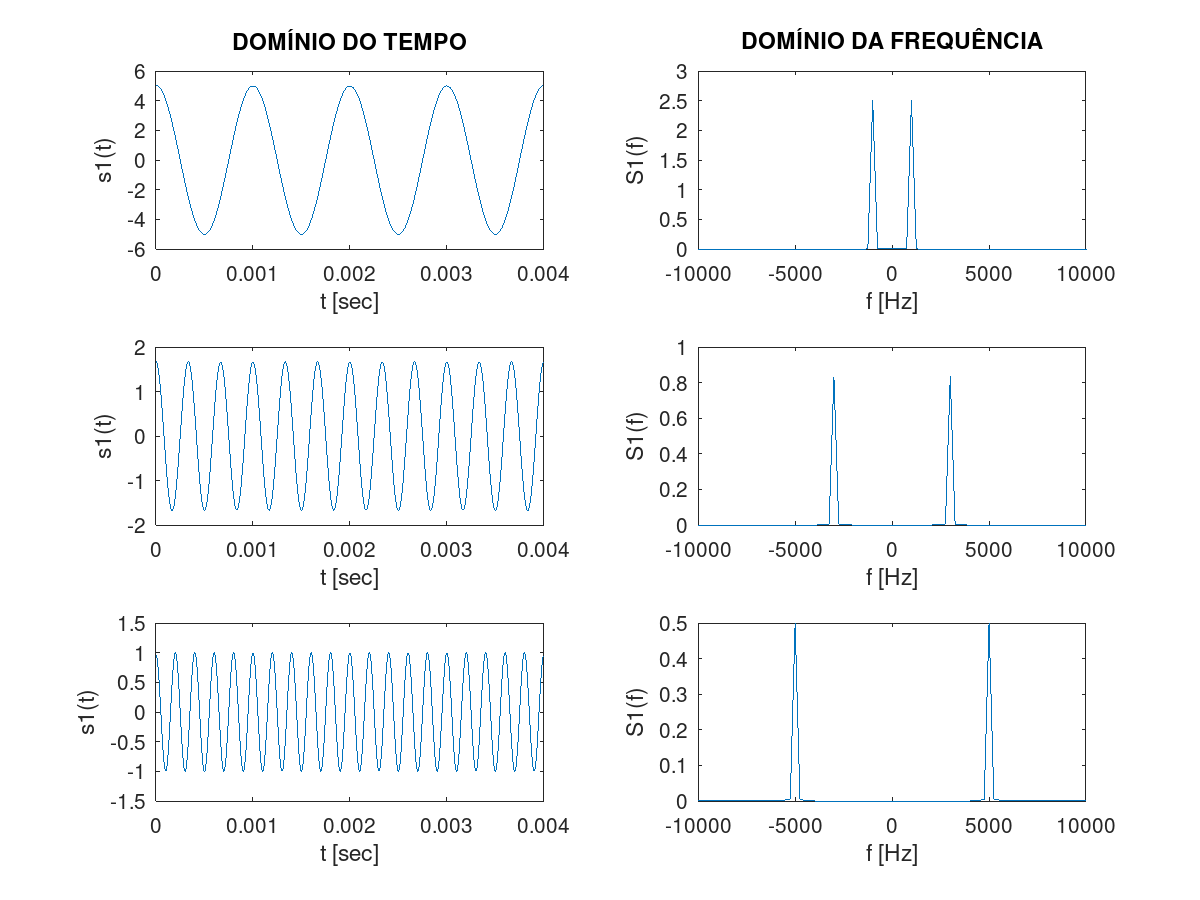 DOMÍNIO DO TEMPO
6
4
2
0
-2
-4
-6
s1(t)
0 0.001 0.002 0.003 0.004
t [sec]
DOMÍNIO DA FREQUÊNCIA
3
2.5
2
1.5
1
0.5
0
S1(f)
-10000 -5000 0 5000 10000
f [Hz]
2
1
0
-1
-2
s1(t)
0 0.001 0.002 0.003 0.004
t [sec]
1
0.8
0.6
0.4
0.2
0
S1(f)
-10000 -5000 0 5000 10000
f [Hz]
1.5
1
0.5
0
-0.5
-1
-1.5
s1(t)
0 0.001 0.002 0.003 0.004
t [sec]
0.5
0.4
0.3
0.2
0.1
0
S1(f)
-10000 -5000 0 5000 10000
f [Hz]